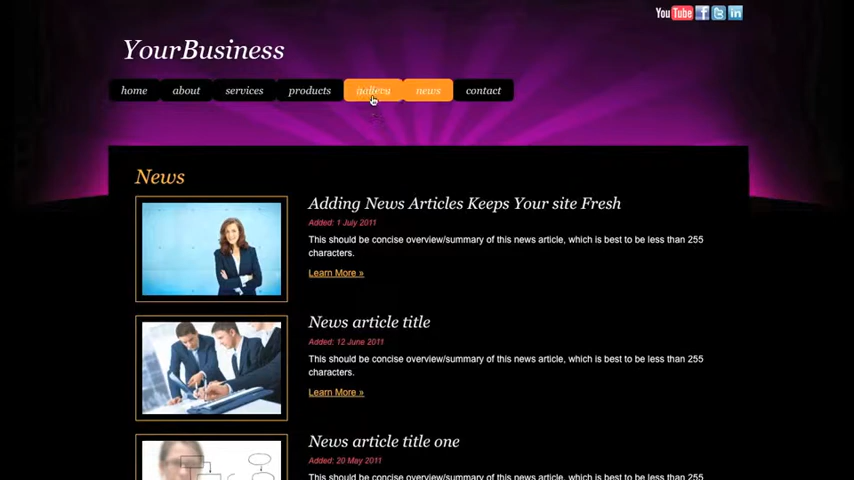 You Tube f t in
YourBusiness
home about services products gallery news contact
News
Adding News Articles Keeps Your site Fresh
Added: 1 July 2011
This should be concise overview/summary of this news article, which is best to be less than 255
characters.
Learn More »
News article title
Added: 12 June 2011
This should be concise overview/summary of this news article, which is best to be less than 255
characters.
Learn More »
News article title one
Added: 20 May 2011
This should be concise overview/summary of this news article, which is best to be less than 255